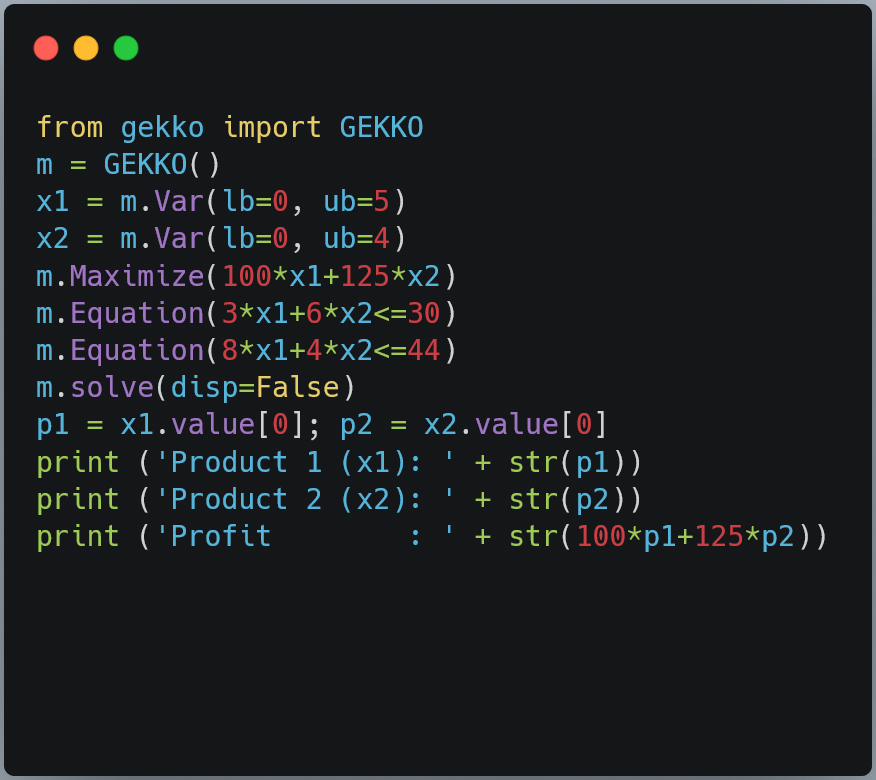 from gekko import GEKKO
m = GEKKO()
x1 = m.Var(lb=0, ub=5)
x2 = m.Var(lb=0, ub=4)
m.Maximize(100*x1+125*x2)
m.Equation(3*x1+6*x2<=30)
m.Equation(8*x1+4*x2<=44)
m.solve(disp=False)
p1 = x1.value[0]; p2 = x2.value[0]
print ('Product 1 (x1): ' + str(p1))
print ('Product 2 (x2): ' + str(p2))
print ('Profit        : ' + str(100*p1+125*p2))